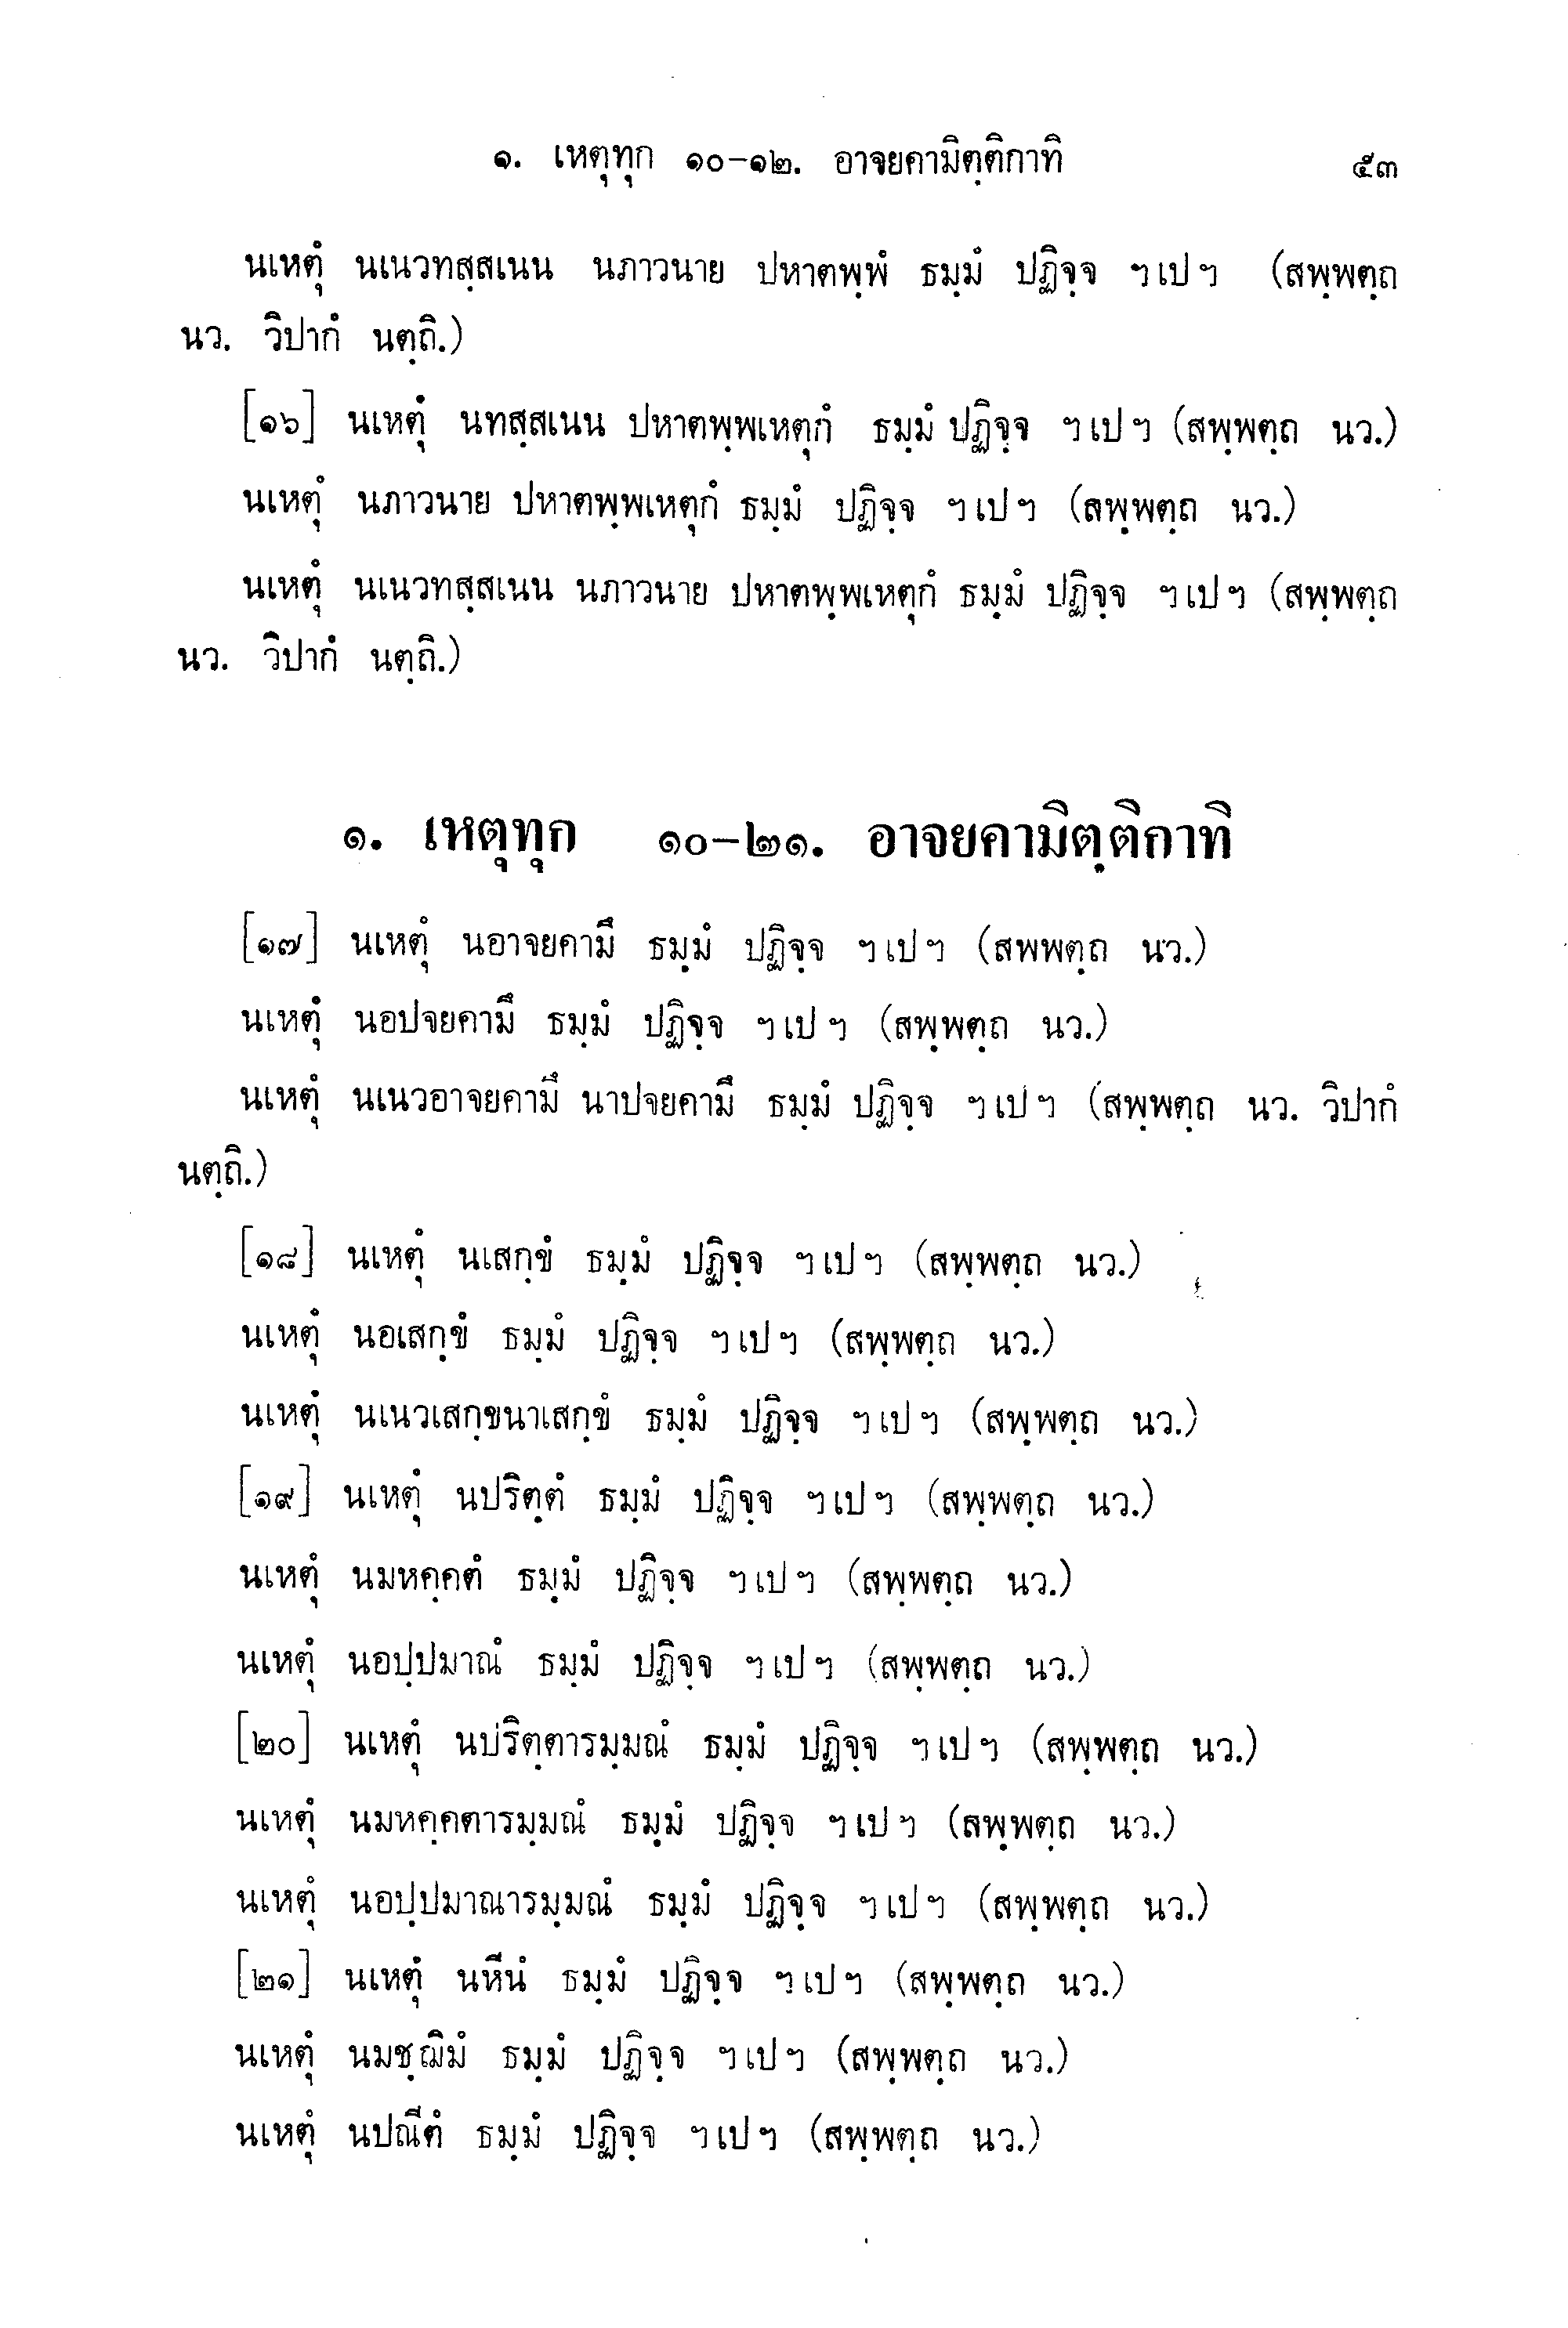 ๑. เหตุทุก ๑๐-๑๒. อาจยคามิตฺติกาทิ ๕๓
นเหตุํ นเนวทสฺสเนน นภาวนาย ปหาตพฺพํ ธมฺมํ ปฏิจฺจ ฯเปฯ (สพฺพตฺถ
นว. วิปากํ นตฺถิ.)
[๑๖] นเหตุํ นทสฺสเนน ปหาตพฺพเหตุกํ ธมฺมํ ปฏิจฺจ ฯเปฯ (สพฺพตฺถ นว.)
นเหตุํ นภาวนาย ปหาตพฺพเหตุกํ ธมฺมํ ปฏิจฺจ ฯเปฯ (สพฺพตฺถ นว.)
นเหตุํ นเนวทสฺสเนน นภาวนาย ปหาตพฺพเหตุกํ ธมฺมํ ปฏิจฺจ ฯเปฯ (สพฺพตฺถ
นว. วิปากํ นตฺถิ.)
๑. เหตุทุก ๑๐-๒๑. อาจยคามิตฺติกาทิ
[๑๗] นเหตุํ นอาจยคามึ ธมฺมํ ปฏิจฺจ ฯเปฯ (สพพตฺถ นว.)
นเหตุํ นอปจยคามึ ธมฺมํ ปฏิจฺจ ฯเปฯ (สพฺพตฺถ นว.)
นเหตุํ นเนวอาจยคามึ นาปจยคามึ ธมฺมํ ปฏิจฺจ ฯเปฯ (สพฺพตฺถ นว. วิปากํ
นตฺถิ.)
[๑๘] นเหตุํ นเสกฺขํ ธมฺมํ ปฏิจฺจ ฯเปฯ (สพฺพตฺถ นว.)
นเหตุํ นอเสกฺขํ ธมฺมํ ปฏิจฺจ ฯเปฯ (สพฺพตฺถ นว.)
นเหตุํ นเนวเสกฺขนาเสกฺขํ ธมฺมํ ปฏิจฺจ ฯเปฯ (สพฺพตฺถ นว.)
[๑๙] นเหตุํ นปริตฺตํ ธมฺมํ ปฏิจฺจ ฯเปฯ (สพฺพตฺถ นว.)
นเหตุํ นมหคฺคตํ ธมฺมํ ปฏิจฺจ ฯเปฯ (สพฺพตฺถ นว.)
นเหตุํ นอปฺปมาณํ ธมฺมํ ปฏิจฺจ ฯเปฯ (สพฺพตฺถ นว.)
[๒๐] นเหตุํ นปริตฺตารมฺมณํ ธมฺมํ ปฏิจฺจ ฯเปฯ (สพฺพตฺถ นว.)
นเหตุํ นมหคฺคตารมฺมณํ ธมฺมํ ปฏิจฺจ ฯเปฯ (สพฺพตฺถ นว.)
นเหตุํ นอปฺปมาณารมฺมณํ ธมฺมํ ปฏิจฺจ ฯเปฯ (สพฺพตฺถ นว.)
[๒๑] นเหตุํ นหีนํ ธมฺมํ ปฏิจฺจ ฯเปฯ (สพฺพตฺถ นว.)
นเหตุํ นมชฺฌิมํ ธมฺมํ ปฏิจฺจ ฯเปฯ (สพฺพตฺถ นว.)
นเหตุํ นปณีตํ ธมฺมํ ปฏิจฺจ ฯเปฯ (สพฺพตฺถ นว.)